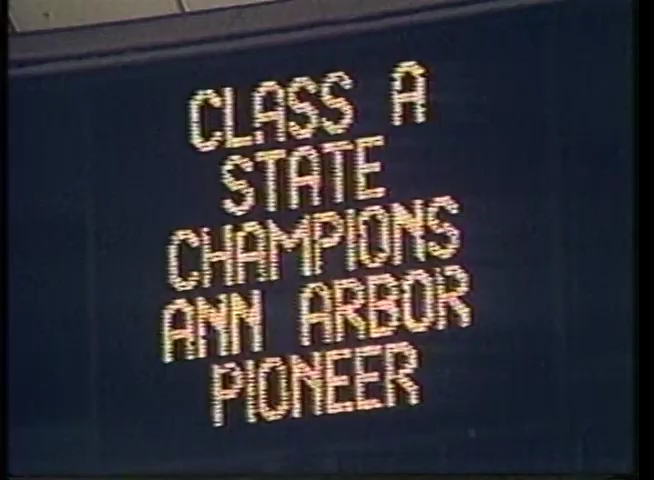 CLASS A
STATE
CHAMPIONS
ANN ARBOR
PIONEER